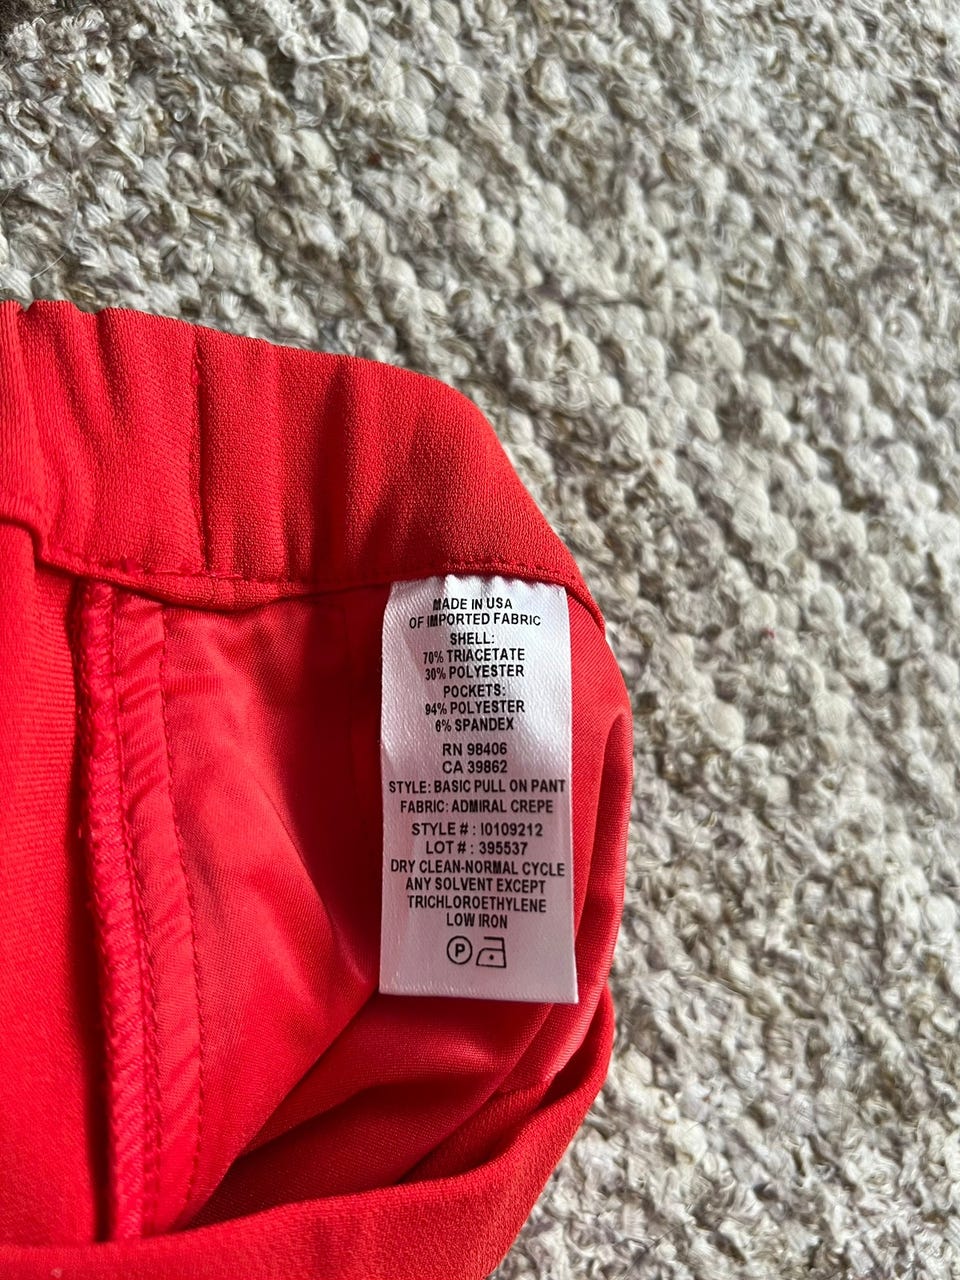 MADE IN USA
OF IMPORTED FABRIC
SHELL:
70% TRIACETATE
30% POLYESTER
POCKETS:
94% POLYESTER
6% SPANDEX
RN 98406
CA 39862
STYLE: BASIC PULL ON PANT
FABRIC: ADMIRAL CREPE
STYLE # : I0109212
LOT # : 395537
DRY CLEAN-NORMAL CYCLE
ANY SOLVENT EXCEPT
TRICHLOROETHYLENE
LOW IRON
P